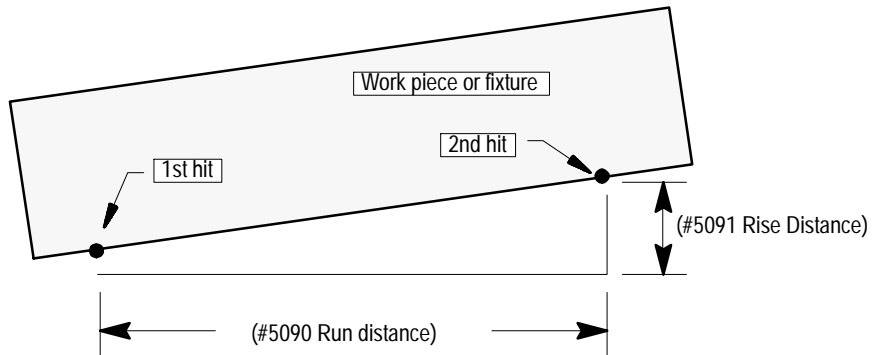 Work piece or fixture
2nd hit
1st hit
(#5091 Rise Distance)
(#5090 Run distance)